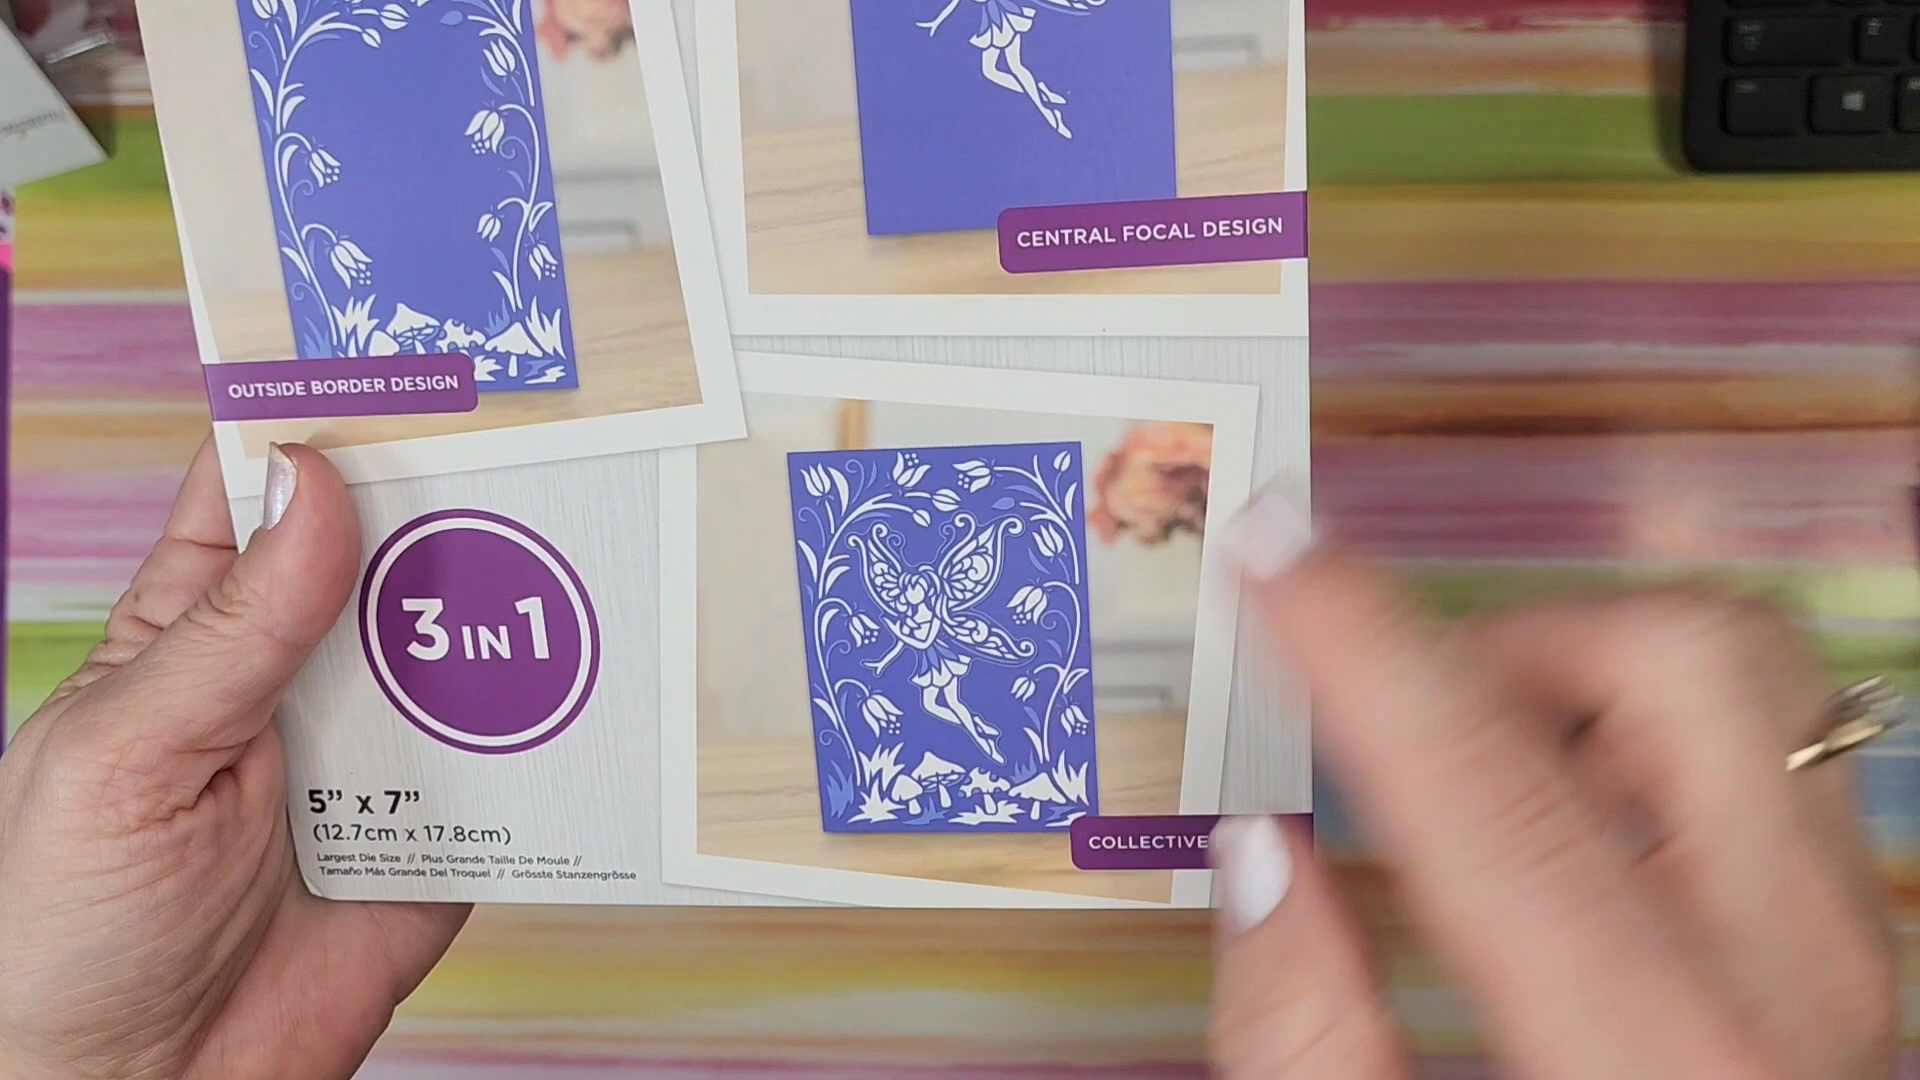 CENTRAL FOCAL DESIGN
OUTSIDE BORDER DESIGN
3 IN 1
5” x 7”
(12.7cm x 17.8cm)
Largest Die Size // Plus Grande Taille De Moule //
Tamaño Más Grande Del Troquel // Grösste Stanzengrösse
COLLECTIVE